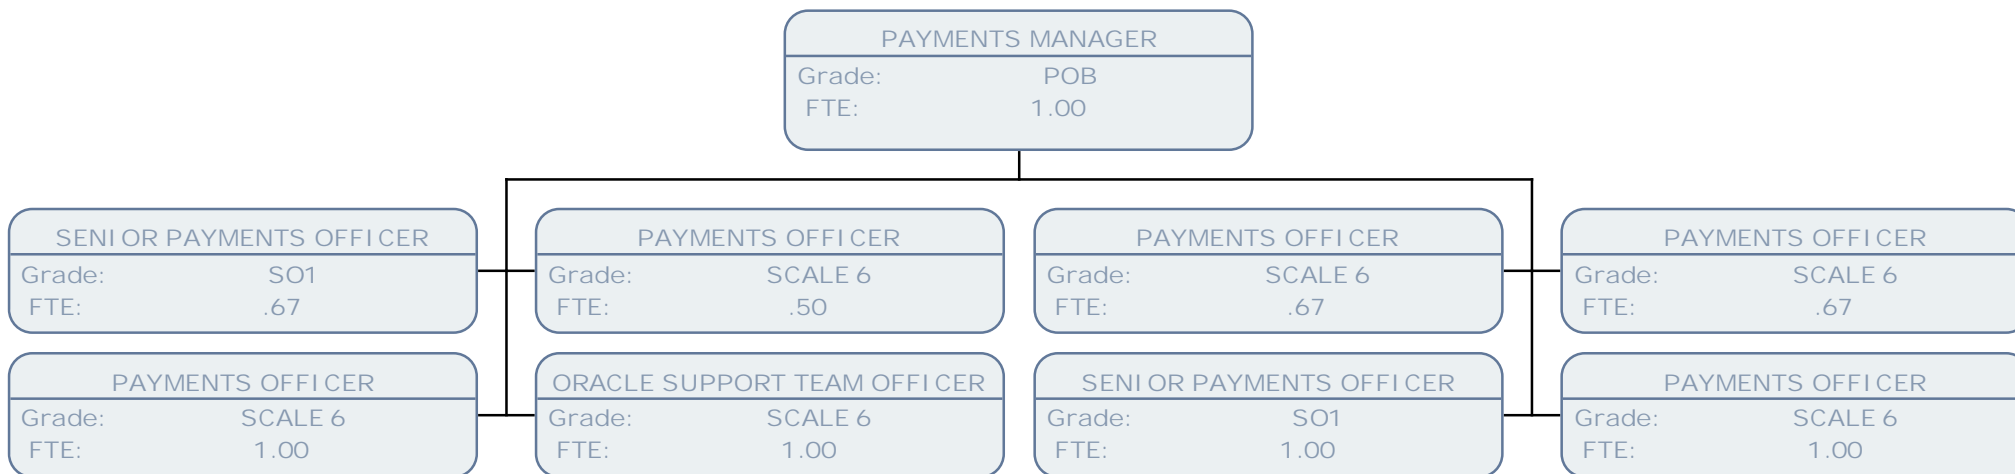 PAYMENTS MANAGER
Grade: POB
FTE: 1.00
SENIOR PAYMENTS OFFICER
Grade: SO1
FTE: .67
PAYMENTS OFFICER
Grade: SCALE 6
FTE: .50
PAYMENTS OFFICER
Grade: SCALE 6
FTE: .67
PAYMENTS OFFICER
Grade: SCALE 6
FTE: .67
PAYMENTS OFFICER
Grade: SCALE 6
FTE: 1.00
ORACLE SUPPORT TEAM OFFICER
Grade: SCALE 6
FTE: 1.00
SENIOR PAYMENTS OFFICER
Grade: SO1
FTE: 1.00
PAYMENTS OFFICER
Grade: SCALE 6
FTE: 1.00